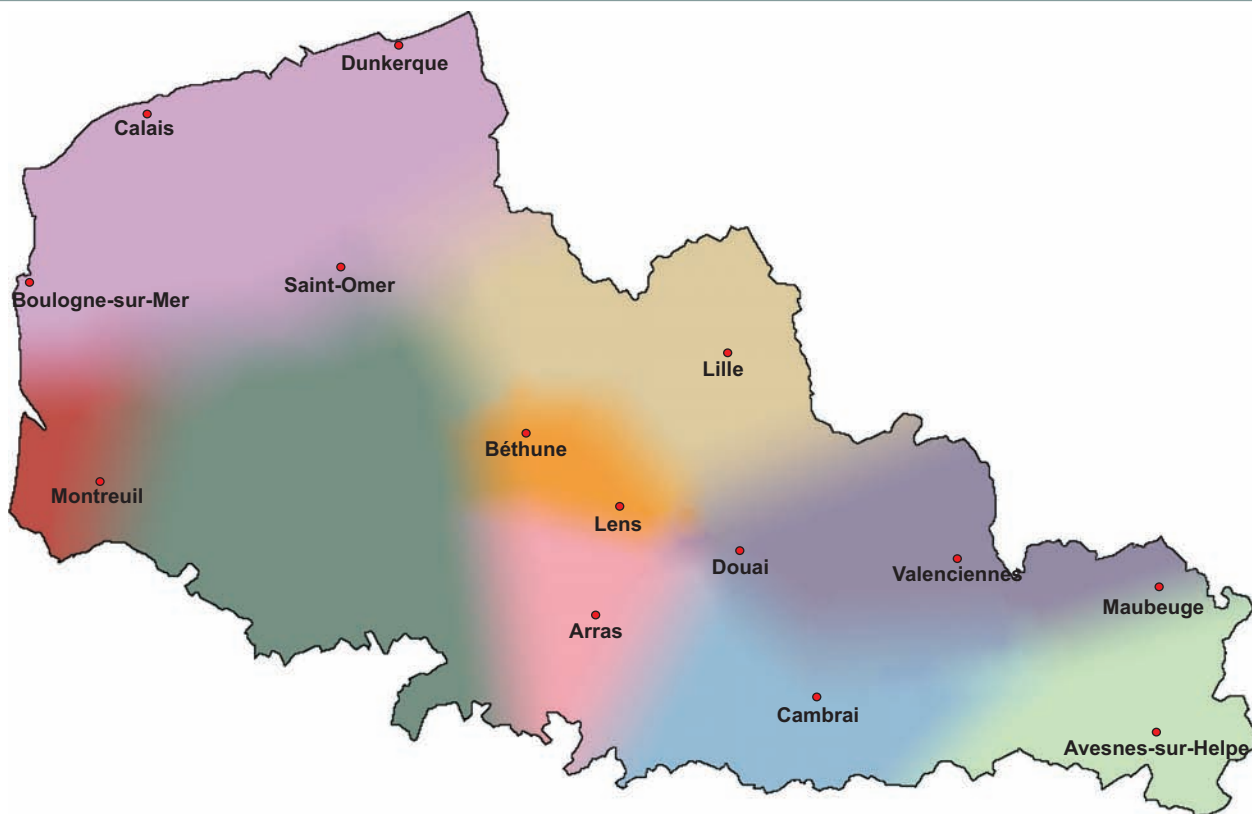 Dunkerque
Calais
Saint-Omer
Boulogne-sur-Mer
Lille
Béthune
Montreuil
Lens
Douai
Valenciennes
Maubeuge
Arras
Cambrai
Avesnes-sur-Helpe